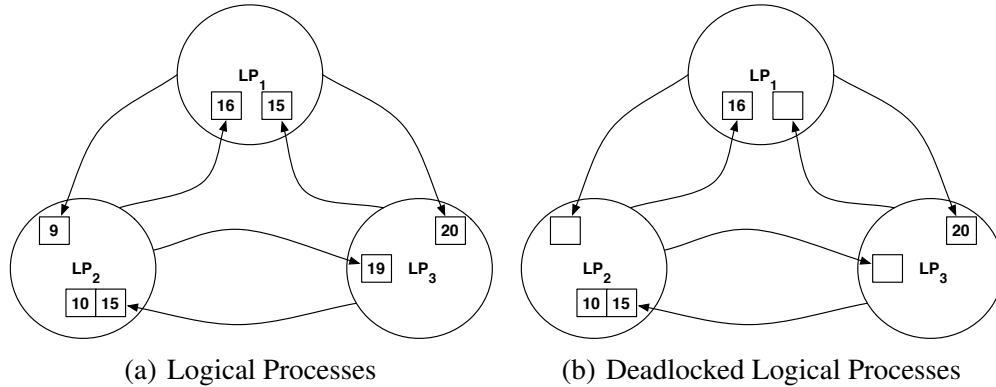 LP1
16 15
9
20
LP2
19
LP3
10 15
(a) Logical Processes
LP1
16
20
LP2
LP3
10 15
(b) Deadlocked Logical Processes